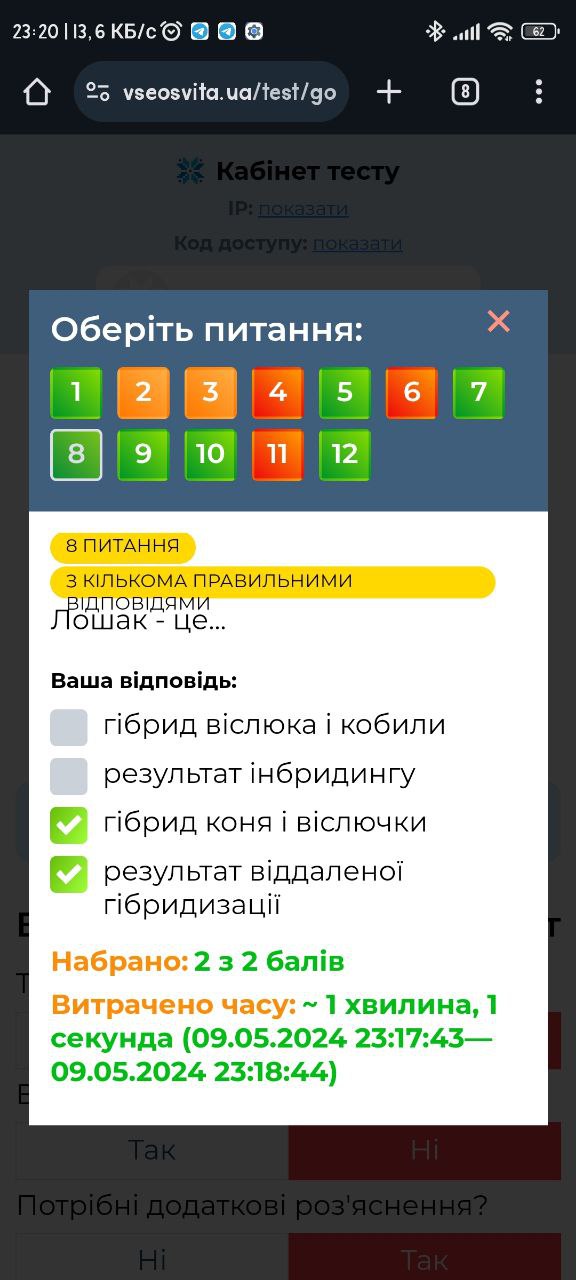 23:20 | 13,6 КБ/с
62
vseosvita.ua/test/go
8
Кабінет тесту
IP: показати
Код доступу: показати
Оберіть питання:
1 2 3 4 5 6 7
8 9 10 11 12
8 ПИТАННЯ
З КІЛЬКОМА ПРАВИЛЬНИМИ
ВІДПОВІДЯМИ
Лошак - це...
Ваша відповідь:
гібрид віслюка і кобили
результат інбридингу
гібрид коня і віслючки
результат віддаленої
гібридизації
Набрано: 2 з 2 балів
Витрачено часу: ~ 1 хвилина, 1
секунда (09.05.2024 23:17:43—
09.05.2024 23:18:44)
Так Ні
Потрібні додаткові роз'яснення?
Ні Так